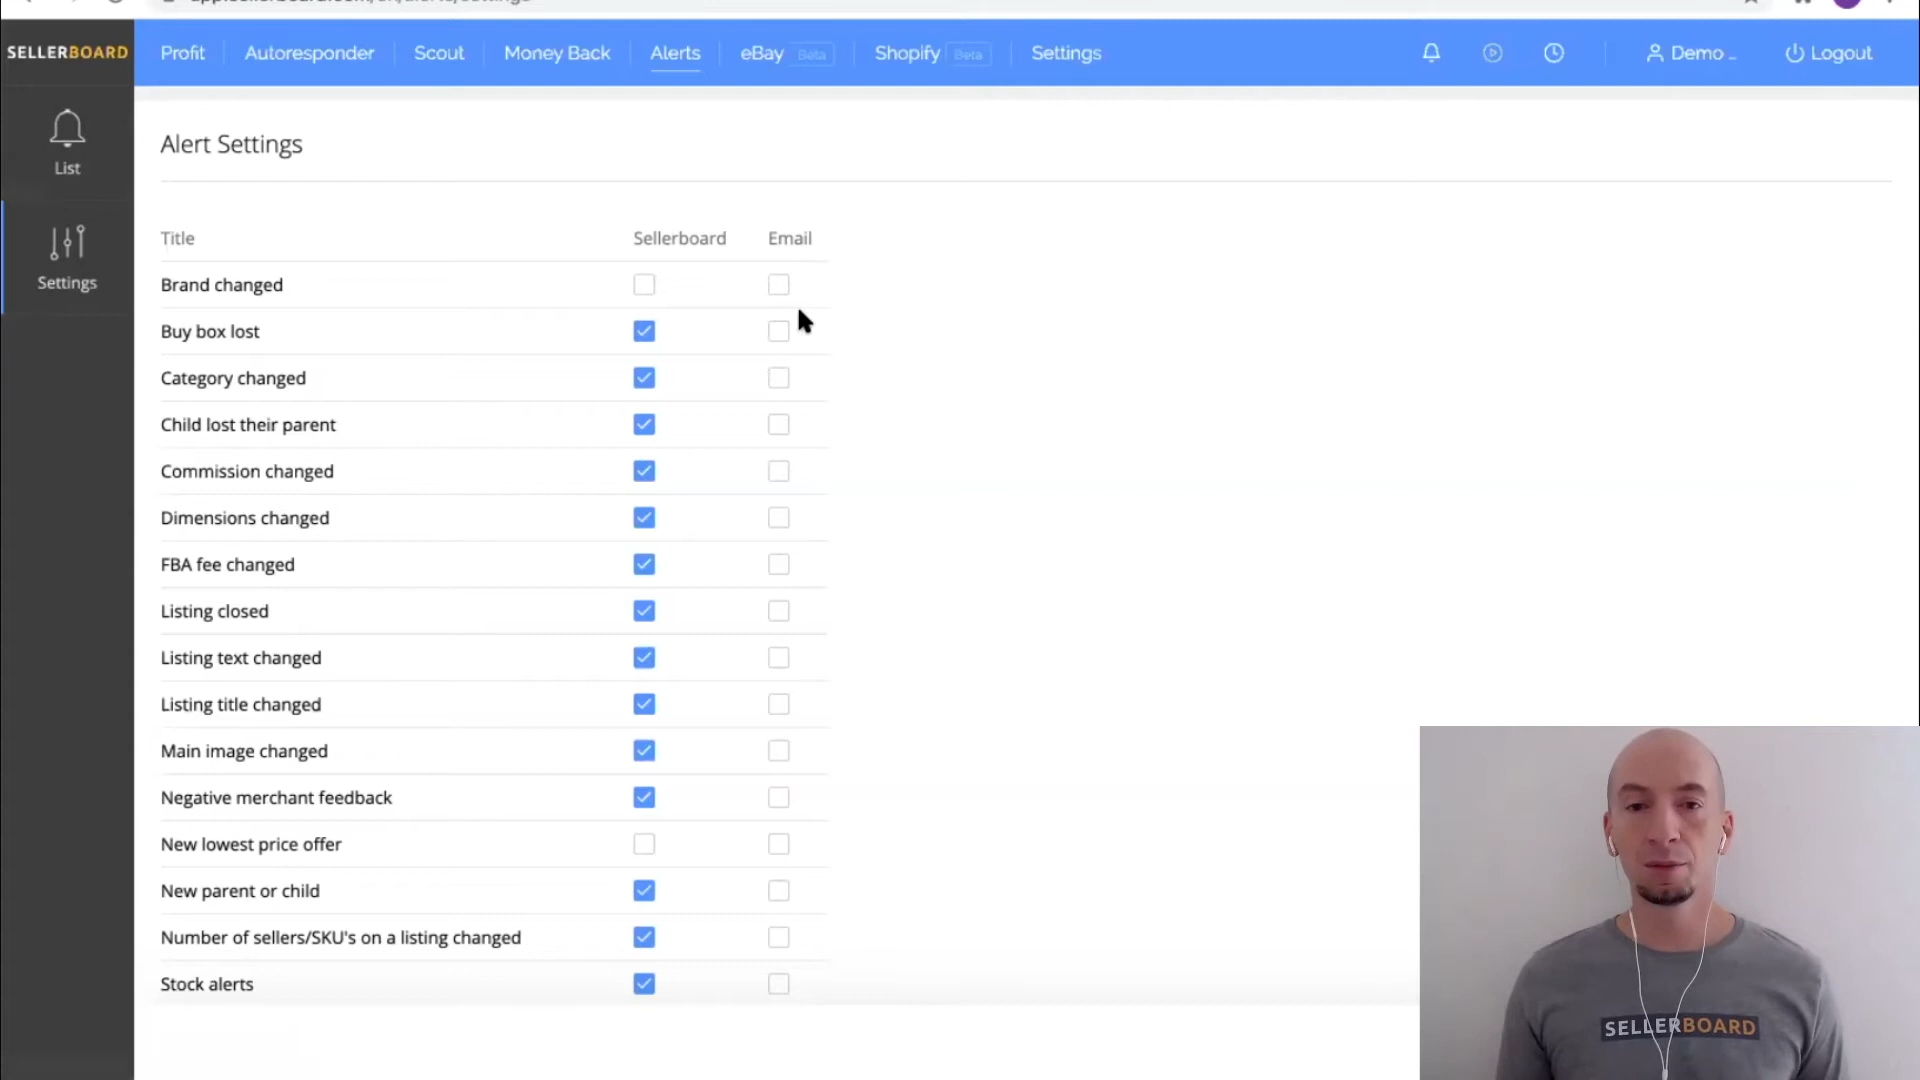 SELLERBOARD
Profit
Autoresponder
Scout
Money Back
Alerts
eBay Beta
Shopify Beta
Settings
Demo _
Logout
List
Settings
Alert Settings
Title Sellerboard Email
Brand changed
Buy box lost
Category changed
Child lost their parent
Commission changed
Dimensions changed
FBA fee changed
Listing closed
Listing text changed
Listing title changed
Main image changed
Negative merchant feedback
New lowest price offer
New parent or child
Number of sellers/SKU's on a listing changed
Stock alerts
SELLERBOARD